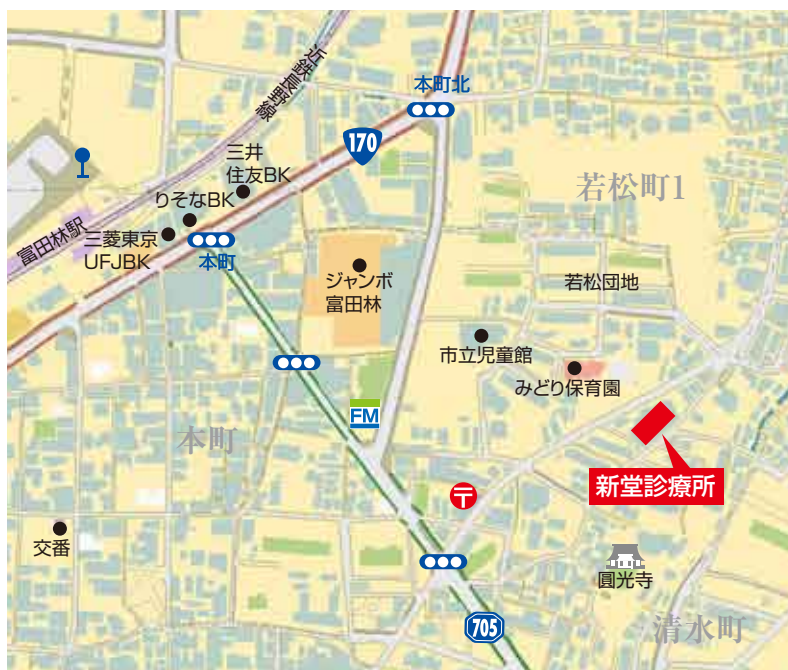 近鉄長野線
本町北
170
三井
住友BK
りそなBK
若松町1
富田林駅
三菱東京
UFJBK
本町
ジャンボ
富田林
若松団地
市立児童館
みどり保育園
FM
本町
新堂診療所
〒
交番
圓光寺
705
清水町